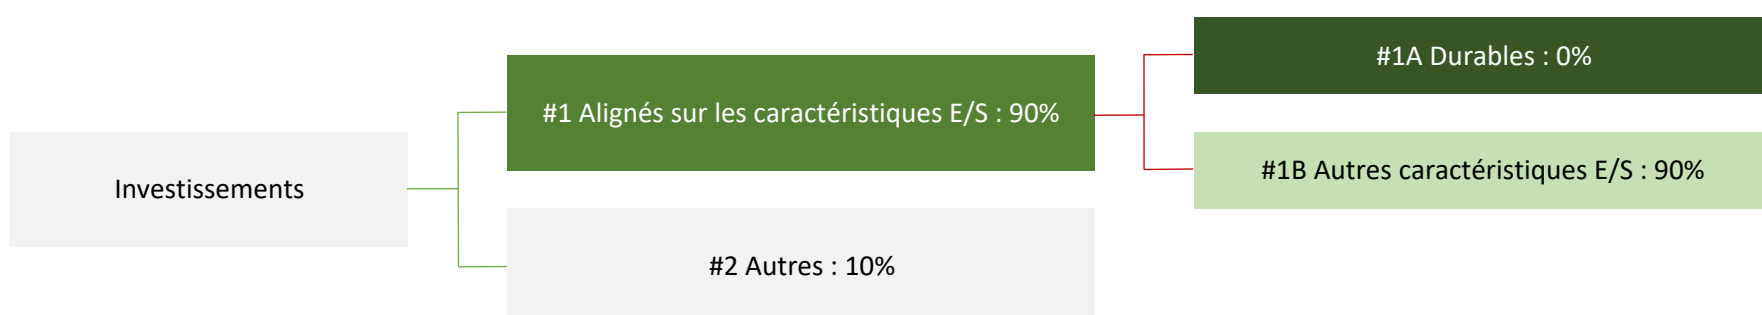 Investissements
#1 Alignés sur les caractéristiques E/S : 90%
#2 Autres : 10%
#1A Durables : 0%
#1B Autres caractéristiques E/S : 90%